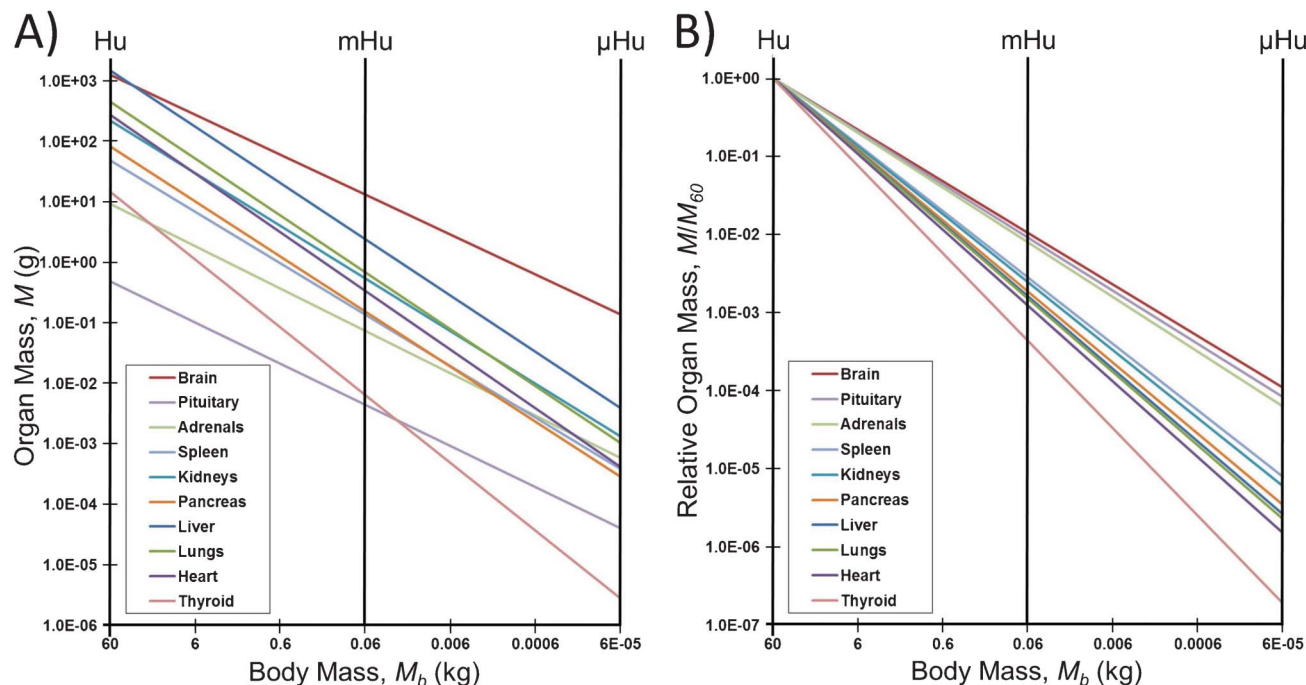 A)
Hu mHu µHu
1.0E+03
1.0E+02
1.0E+01
1.0E+00
1.0E-01
1.0E-02
1.0E-03
1.0E-04
1.0E-05
1.0E-06
Organ Mass, M (g)
Brain
Pituitary
Adrenals
Spleen
Kidneys
Pancreas
Liver
Lungs
Heart
Thyroid
60 6 0.6 0.06 0.006 0.0006 6E-05
Body Mass, M_b (kg)
B)
Hu mHu µHu
1.0E+00
1.0E-01
1.0E-02
1.0E-03
1.0E-04
1.0E-05
1.0E-06
1.0E-07
Relative Organ Mass, M/M_60
Brain
Pituitary
Adrenals
Spleen
Kidneys
Pancreas
Liver
Lungs
Heart
Thyroid
60 6 0.6 0.06 0.006 0.0006 6E-05
Body Mass, M_b (kg)